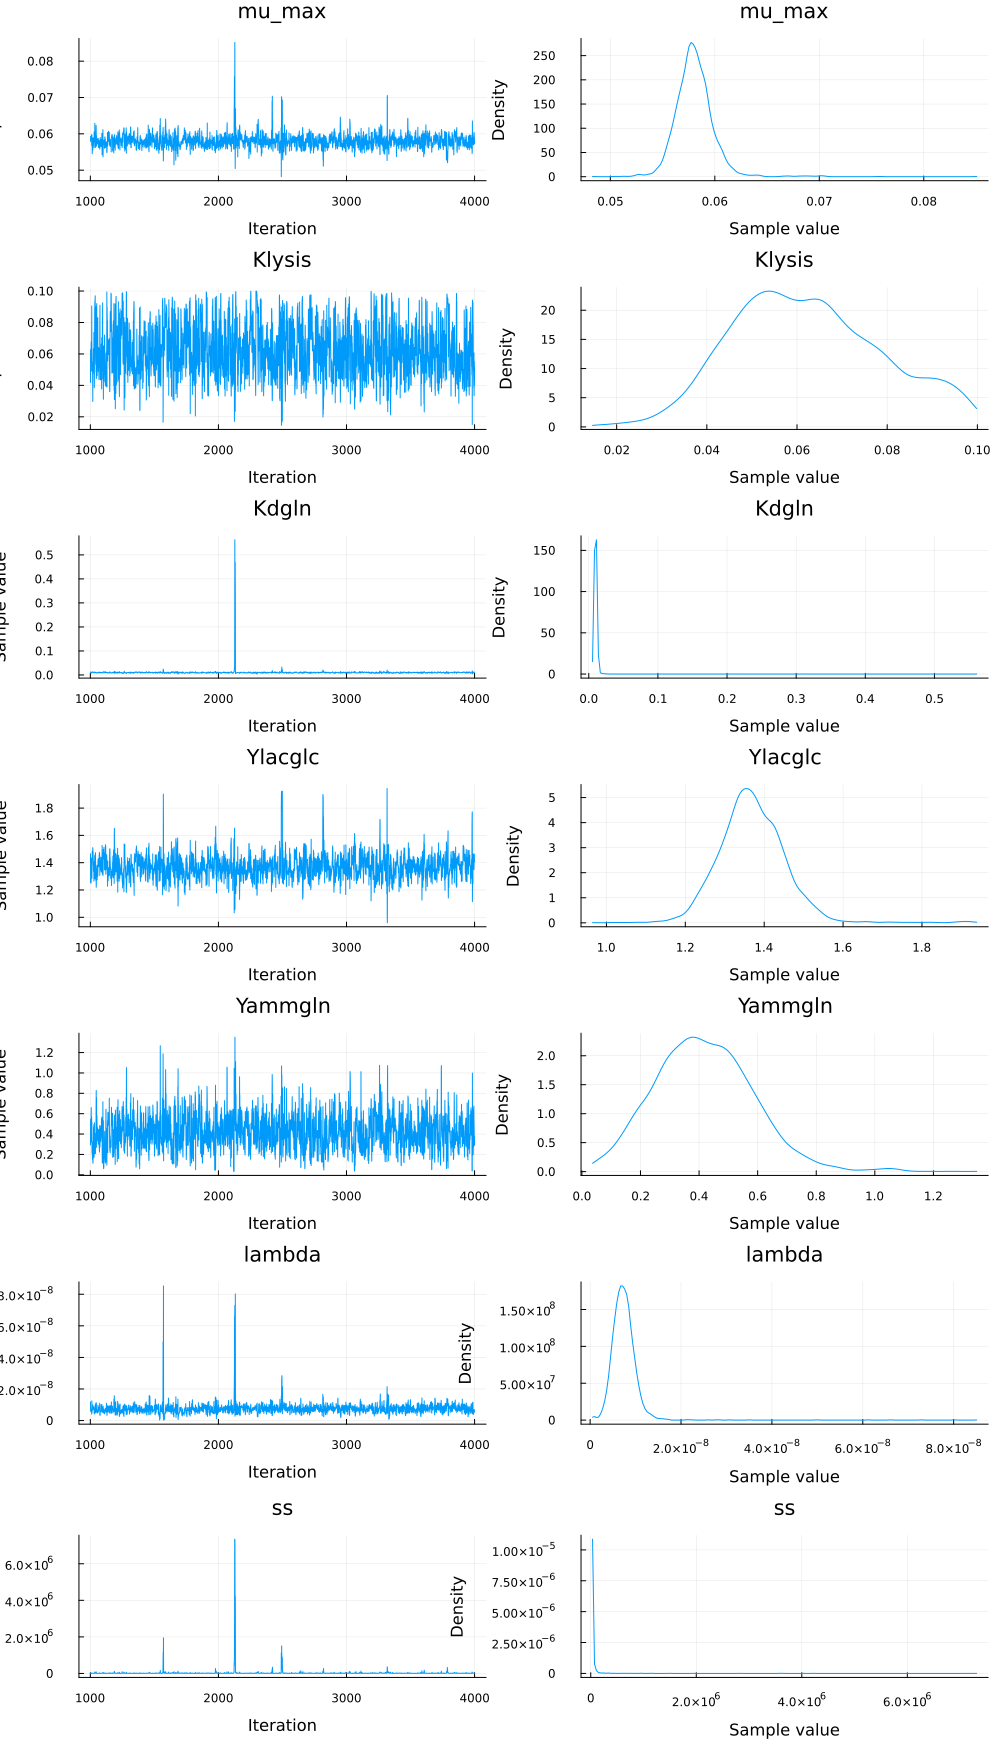 mu_max
mu_max
0.08
0.07
0.06
0.05
1000 2000 3000 4000
Iteration
Density
250
200
150
100
50
0
0.05 0.06 0.07 0.08
Sample value
Klysis
Klysis
0.10
0.08
0.06
0.04
0.02
1000 2000 3000 4000
Iteration
Density
20
15
10
5
0
0.02 0.04 0.06 0.08 0.10
Sample value
Kdgln
Kdgln
Sample value
0.5
0.4
0.3
0.2
0.1
0.0
1000 2000 3000 4000
Iteration
Density
150
100
50
0
0.0 0.1 0.2 0.3 0.4 0.5
Sample value
Ylacglc
Ylacglc
Sample value
1.8
1.6
1.4
1.2
1.0
1000 2000 3000 4000
Iteration
Density
5
4
3
2
1
0
1.0 1.2 1.4 1.6 1.8
Sample value
Yammgln
Yammgln
Sample value
1.2
1.0
0.8
0.6
0.4
0.2
0.0
1000 2000 3000 4000
Iteration
Density
2.0
1.5
1.0
0.5
0.0
0.0 0.2 0.4 0.6 0.8 1.0 1.2
Sample value
lambda
lambda
8.0×10⁻⁸
6.0×10⁻⁸
4.0×10⁻⁸
2.0×10⁻⁸
0
1000 2000 3000 4000
Iteration
Density
1.50×10⁸
1.00×10⁸
5.00×10⁷
0
0 2.0×10⁻⁸ 4.0×10⁻⁸ 6.0×10⁻⁸ 8.0×10⁻⁸
Sample value
ss
ss
6.0×10⁶
4.0×10⁶
2.0×10⁶
0
1000 2000 3000 4000
Iteration
Density
1.00×10⁻⁵
7.50×10⁻⁶
5.00×10⁻⁶
2.50×10⁻⁶
0
0 2.0×10⁶ 4.0×10⁶ 6.0×10⁶
Sample value